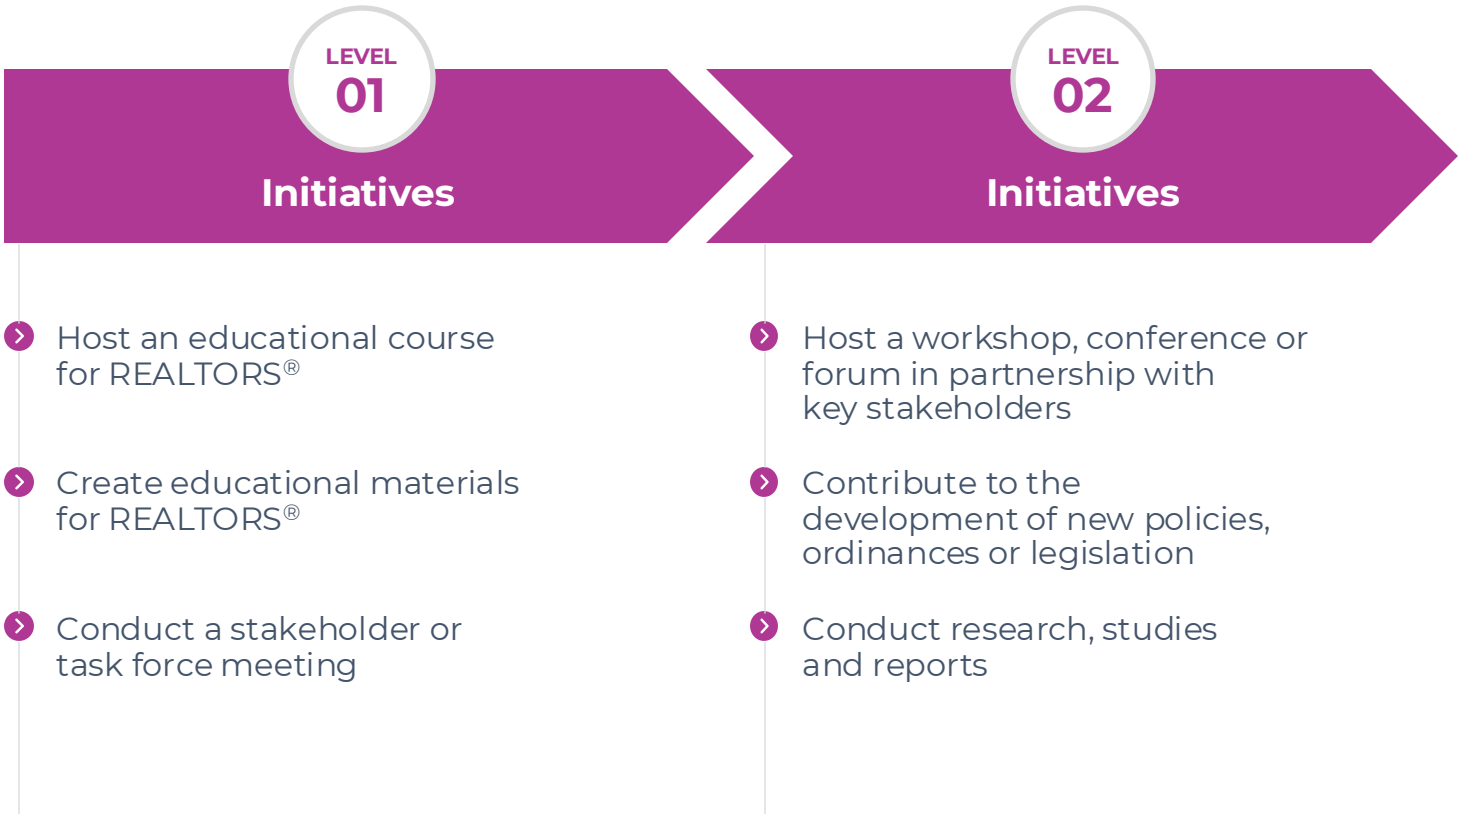 LEVEL
01
Initiatives
Host an educational course
for REALTORS®
Create educational materials
for REALTORS®
Conduct a stakeholder or
task force meeting
LEVEL
02
Initiatives
Host a workshop, conference or
forum in partnership with
key stakeholders
Contribute to the
development of new policies,
ordinances or legislation
Conduct research, studies
and reports